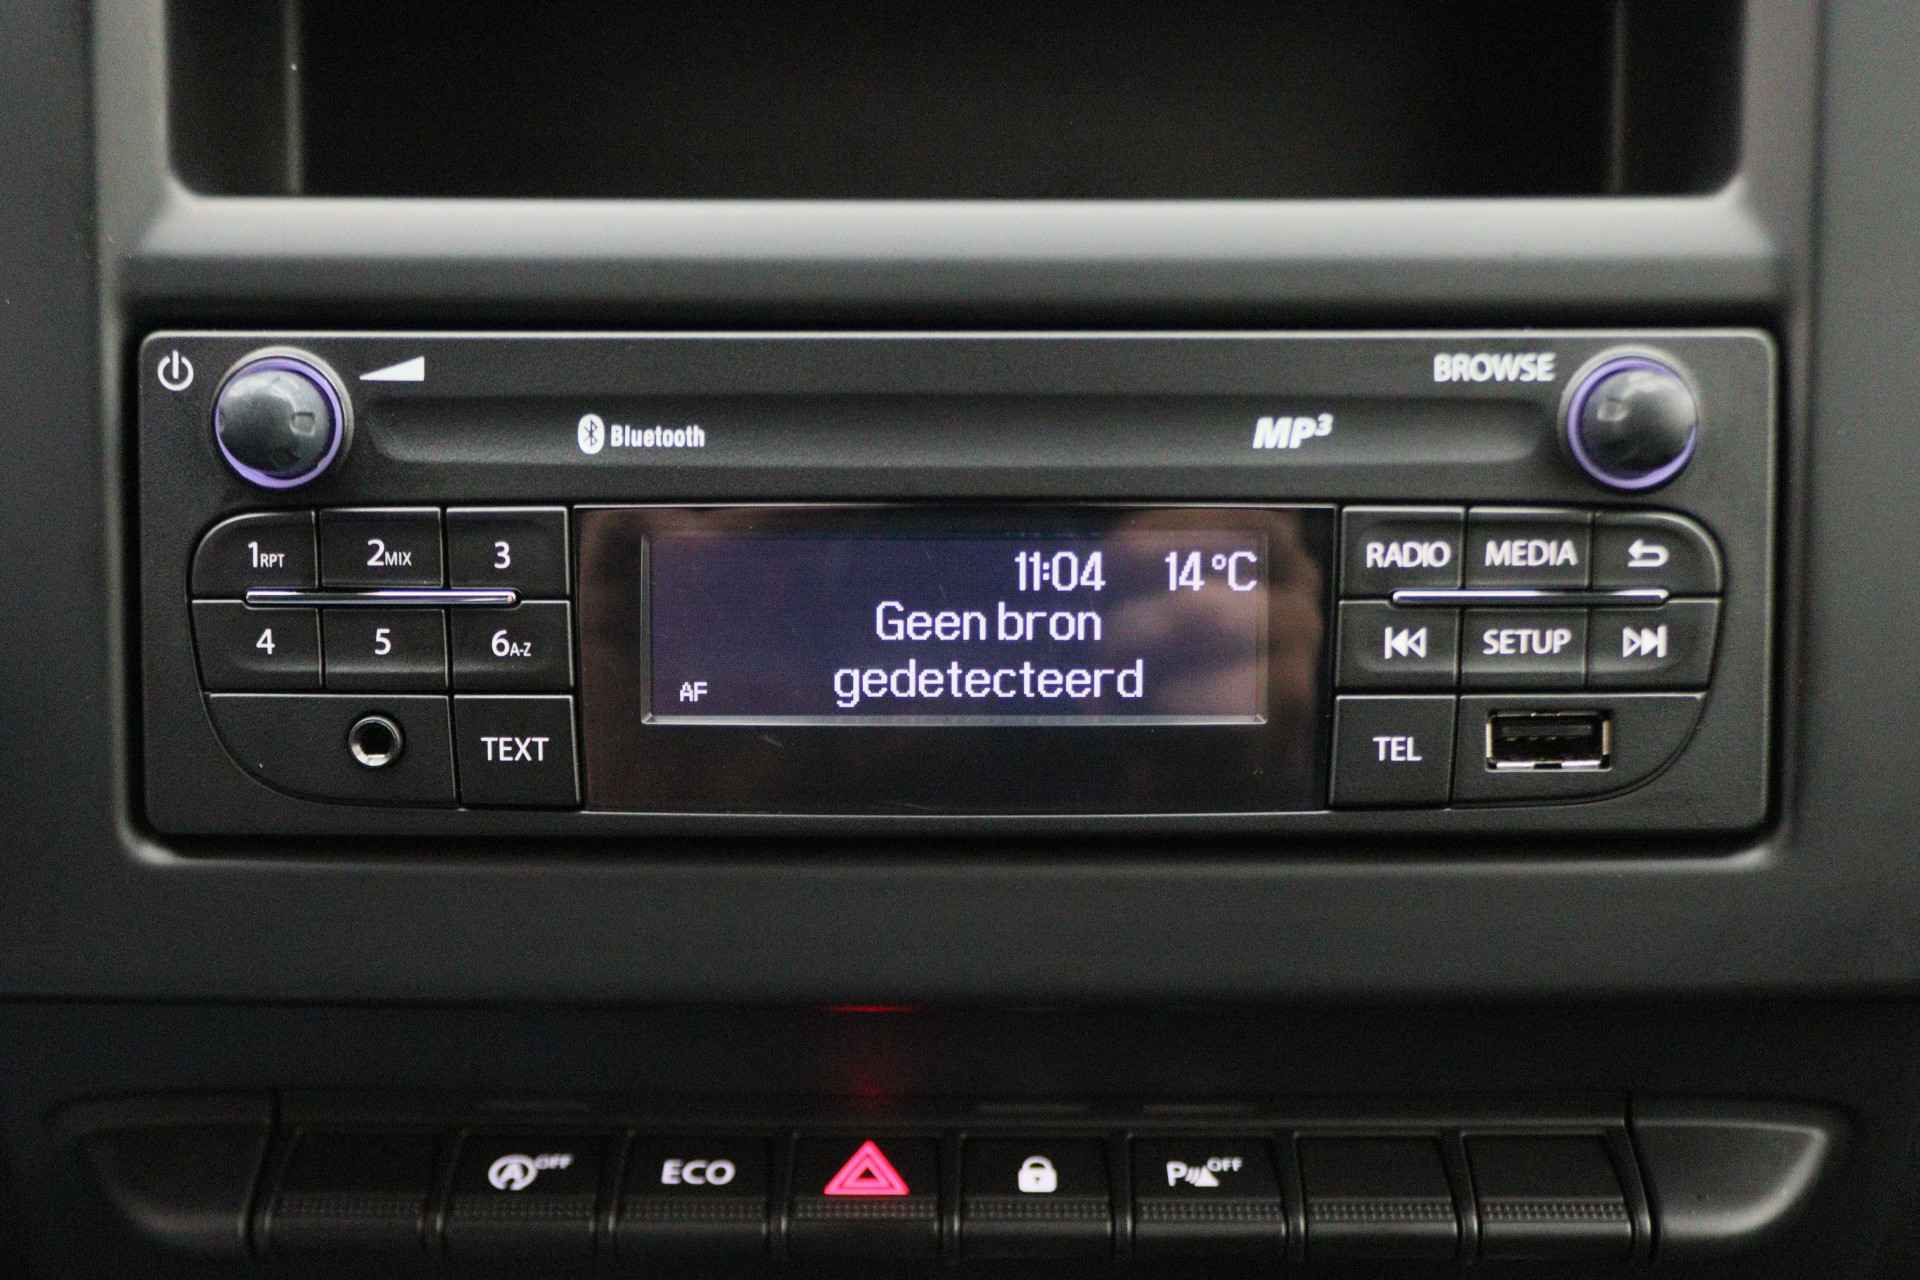 BROWSE
Bluetooth
MP3
1RPT 2MIX 3
RADIO MEDIA
11:04 14°C
Geen bron
4 5 6A-Z
SETUP
AF gedetecteerd
TEXT
TEL
A OFF ECO P OFF